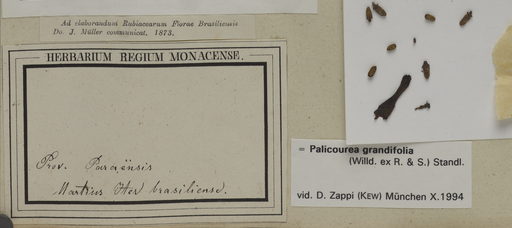 Ad elaborandum Rubiacearum Florae Brasiliensis
Do. J. Müller communicat. 1873.
HERBARIUM REGIUM MONACENSE.
Prov. Paraënsis
Martius Iter brasiliense.
= Palicourea grandifolia
(Willd. ex R. & S.) Standl.
vid. D. Zappi (KEW) München X.1994